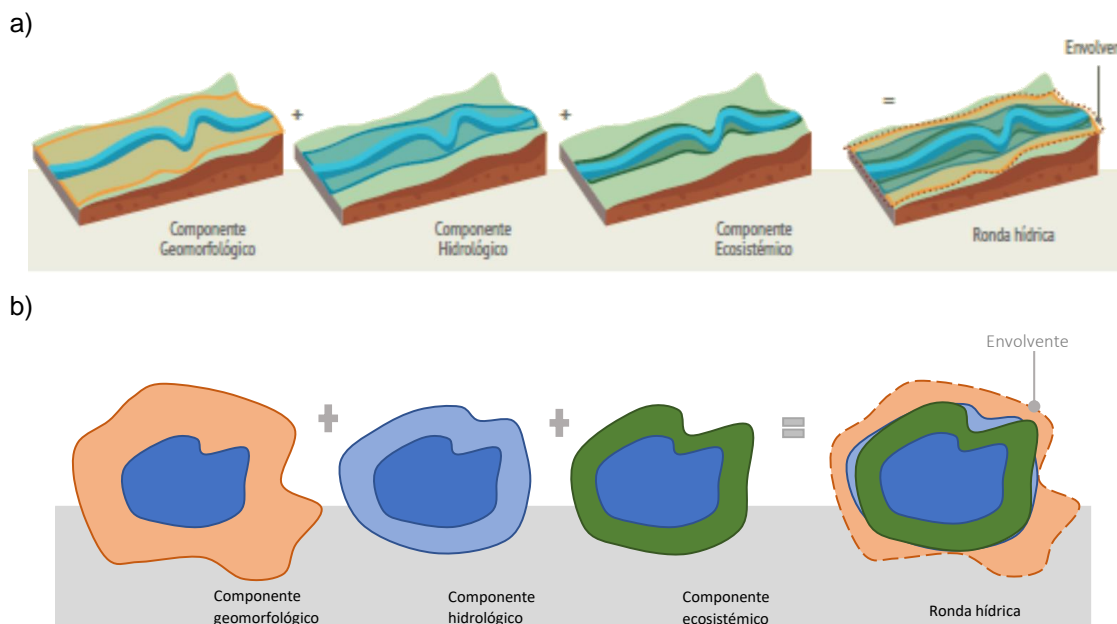 a)
Envolvente
+
+
=
Componente
Geomorfológico
Componente
Hidrológico
Componente
Ecosistémico
Ronda hídrica
b)
Envolvente
+
+
=
Componente
geomorfológico
Componente
hidrológico
Componente
ecosistémico
Ronda hídrica